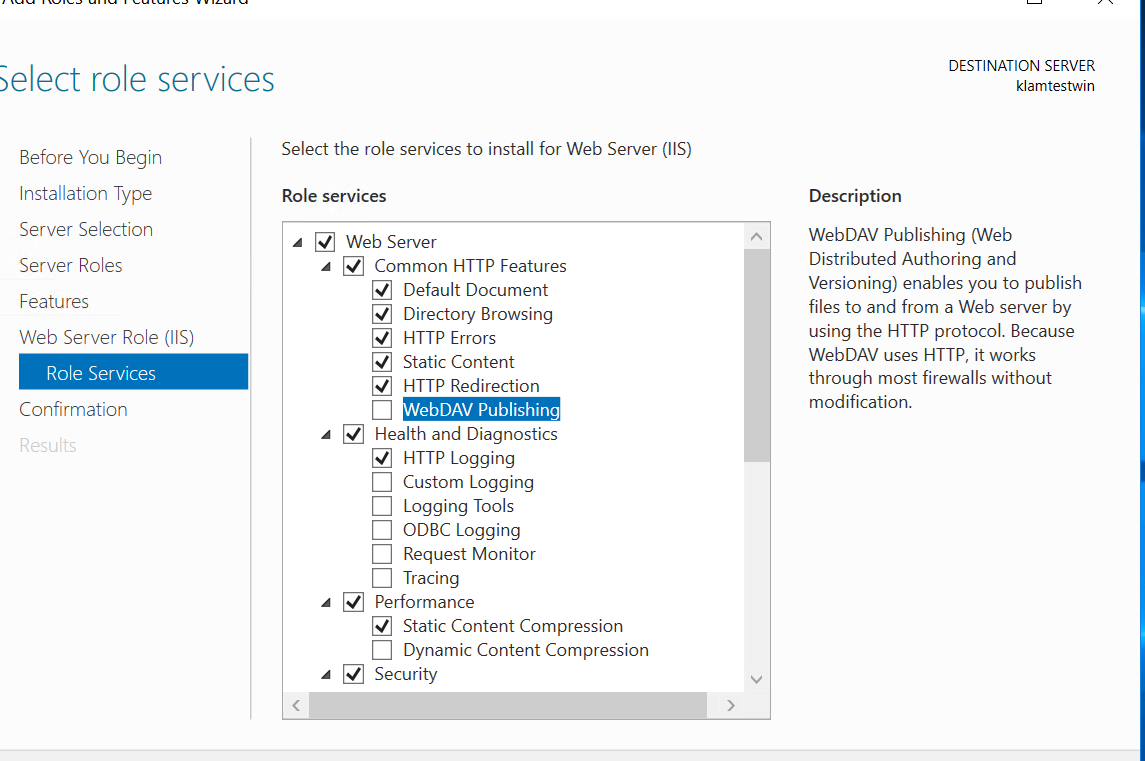 Add Roles and Features Wizard
Select role services
DESTINATION SERVER
klamtestwin
Before You Begin
Installation Type
Server Selection
Server Roles
Features
Web Server Role (IIS)
Role Services
Confirmation
Results
Select the role services to install for Web Server (IIS)
Role services
Web Server
Common HTTP Features
Default Document
Directory Browsing
HTTP Errors
Static Content
HTTP Redirection
WebDAV Publishing
Health and Diagnostics
HTTP Logging
Custom Logging
Logging Tools
ODBC Logging
Request Monitor
Tracing
Performance
Static Content Compression
Dynamic Content Compression
Security
Description
WebDAV Publishing (Web
Distributed Authoring and
Versioning) enables you to publish
files to and from a Web server by
using the HTTP protocol. Because
WebDAV uses HTTP, it works
through most firewalls without
modification.